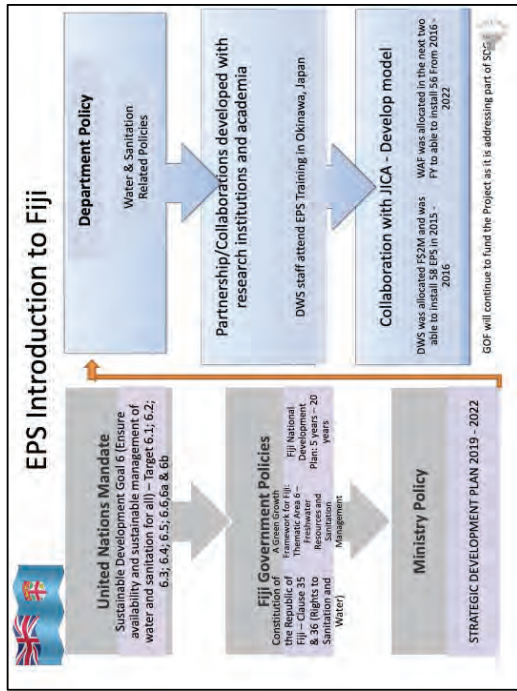 EPS Introduction to Fiji
United Nations Mandate
Sustainable Development Goal 6 (Ensure
availability and sustainable management of
water and sanitation for all) – Target 6.1; 6.2;
6.3; 6.4; 6.5; 6.6,6a & 6b
Fiji Government Policies
Constitution of
the Republic of
Fiji – Clause 35
& 36 (Rights to
Sanitation and
Water)
A Green Growth
Framework for Fiji:
Thematic Area 6 –
Freshwater
Resources and
Sanitation
Management
Fiji National
Development
Plan: 5 years – 20
years
Ministry Policy
STRATEGIC DEVELOPMENT PLAN 2019 - 2022
Department Policy
Water & Sanitation
Related Policies
Partnership/Collaborations developed with
research institutions and academia
DWS staff attend EPS Training in Okinawa, Japan
Collaboration with JICA - Develop model
DWS was allocated F$2M and was
able to install 58 EPS in 2015 -
2016
WAF was allocated in the next two
FY to able to install 56 From 2016 -
2022
GOF will continue to fund the Project as it is addressing part of SDG